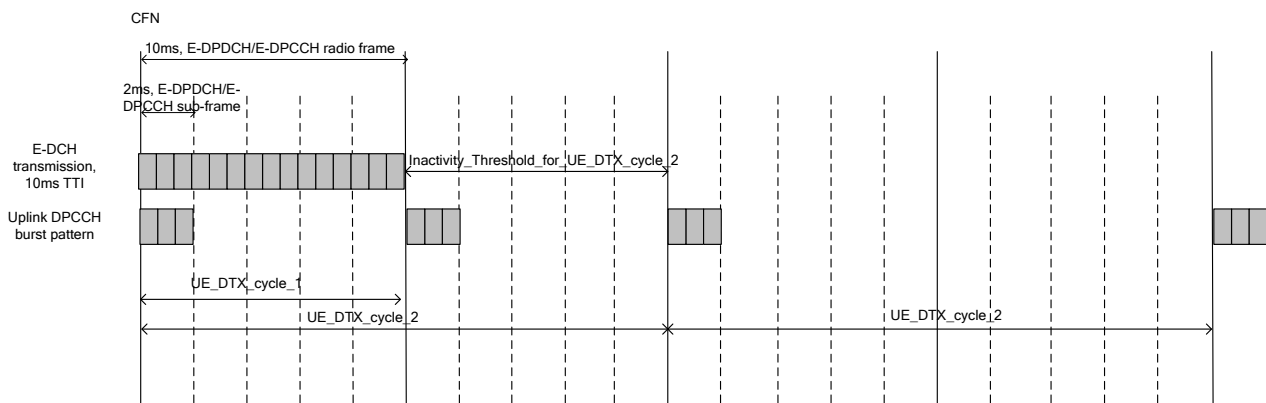 CFN
10ms, E-DPDCH/E-DPCCH radio frame
2ms, E-DPDCH/E-
DPCCH sub-frame
E-DCH
transmission,
10ms TTI
Inactivity_Threshold_for_UE_DTX_cycle_2
Uplink DPCCH
burst pattern
UE_DTX_cycle_1
UE_DTX_cycle_2
UE_DTX_cycle_2